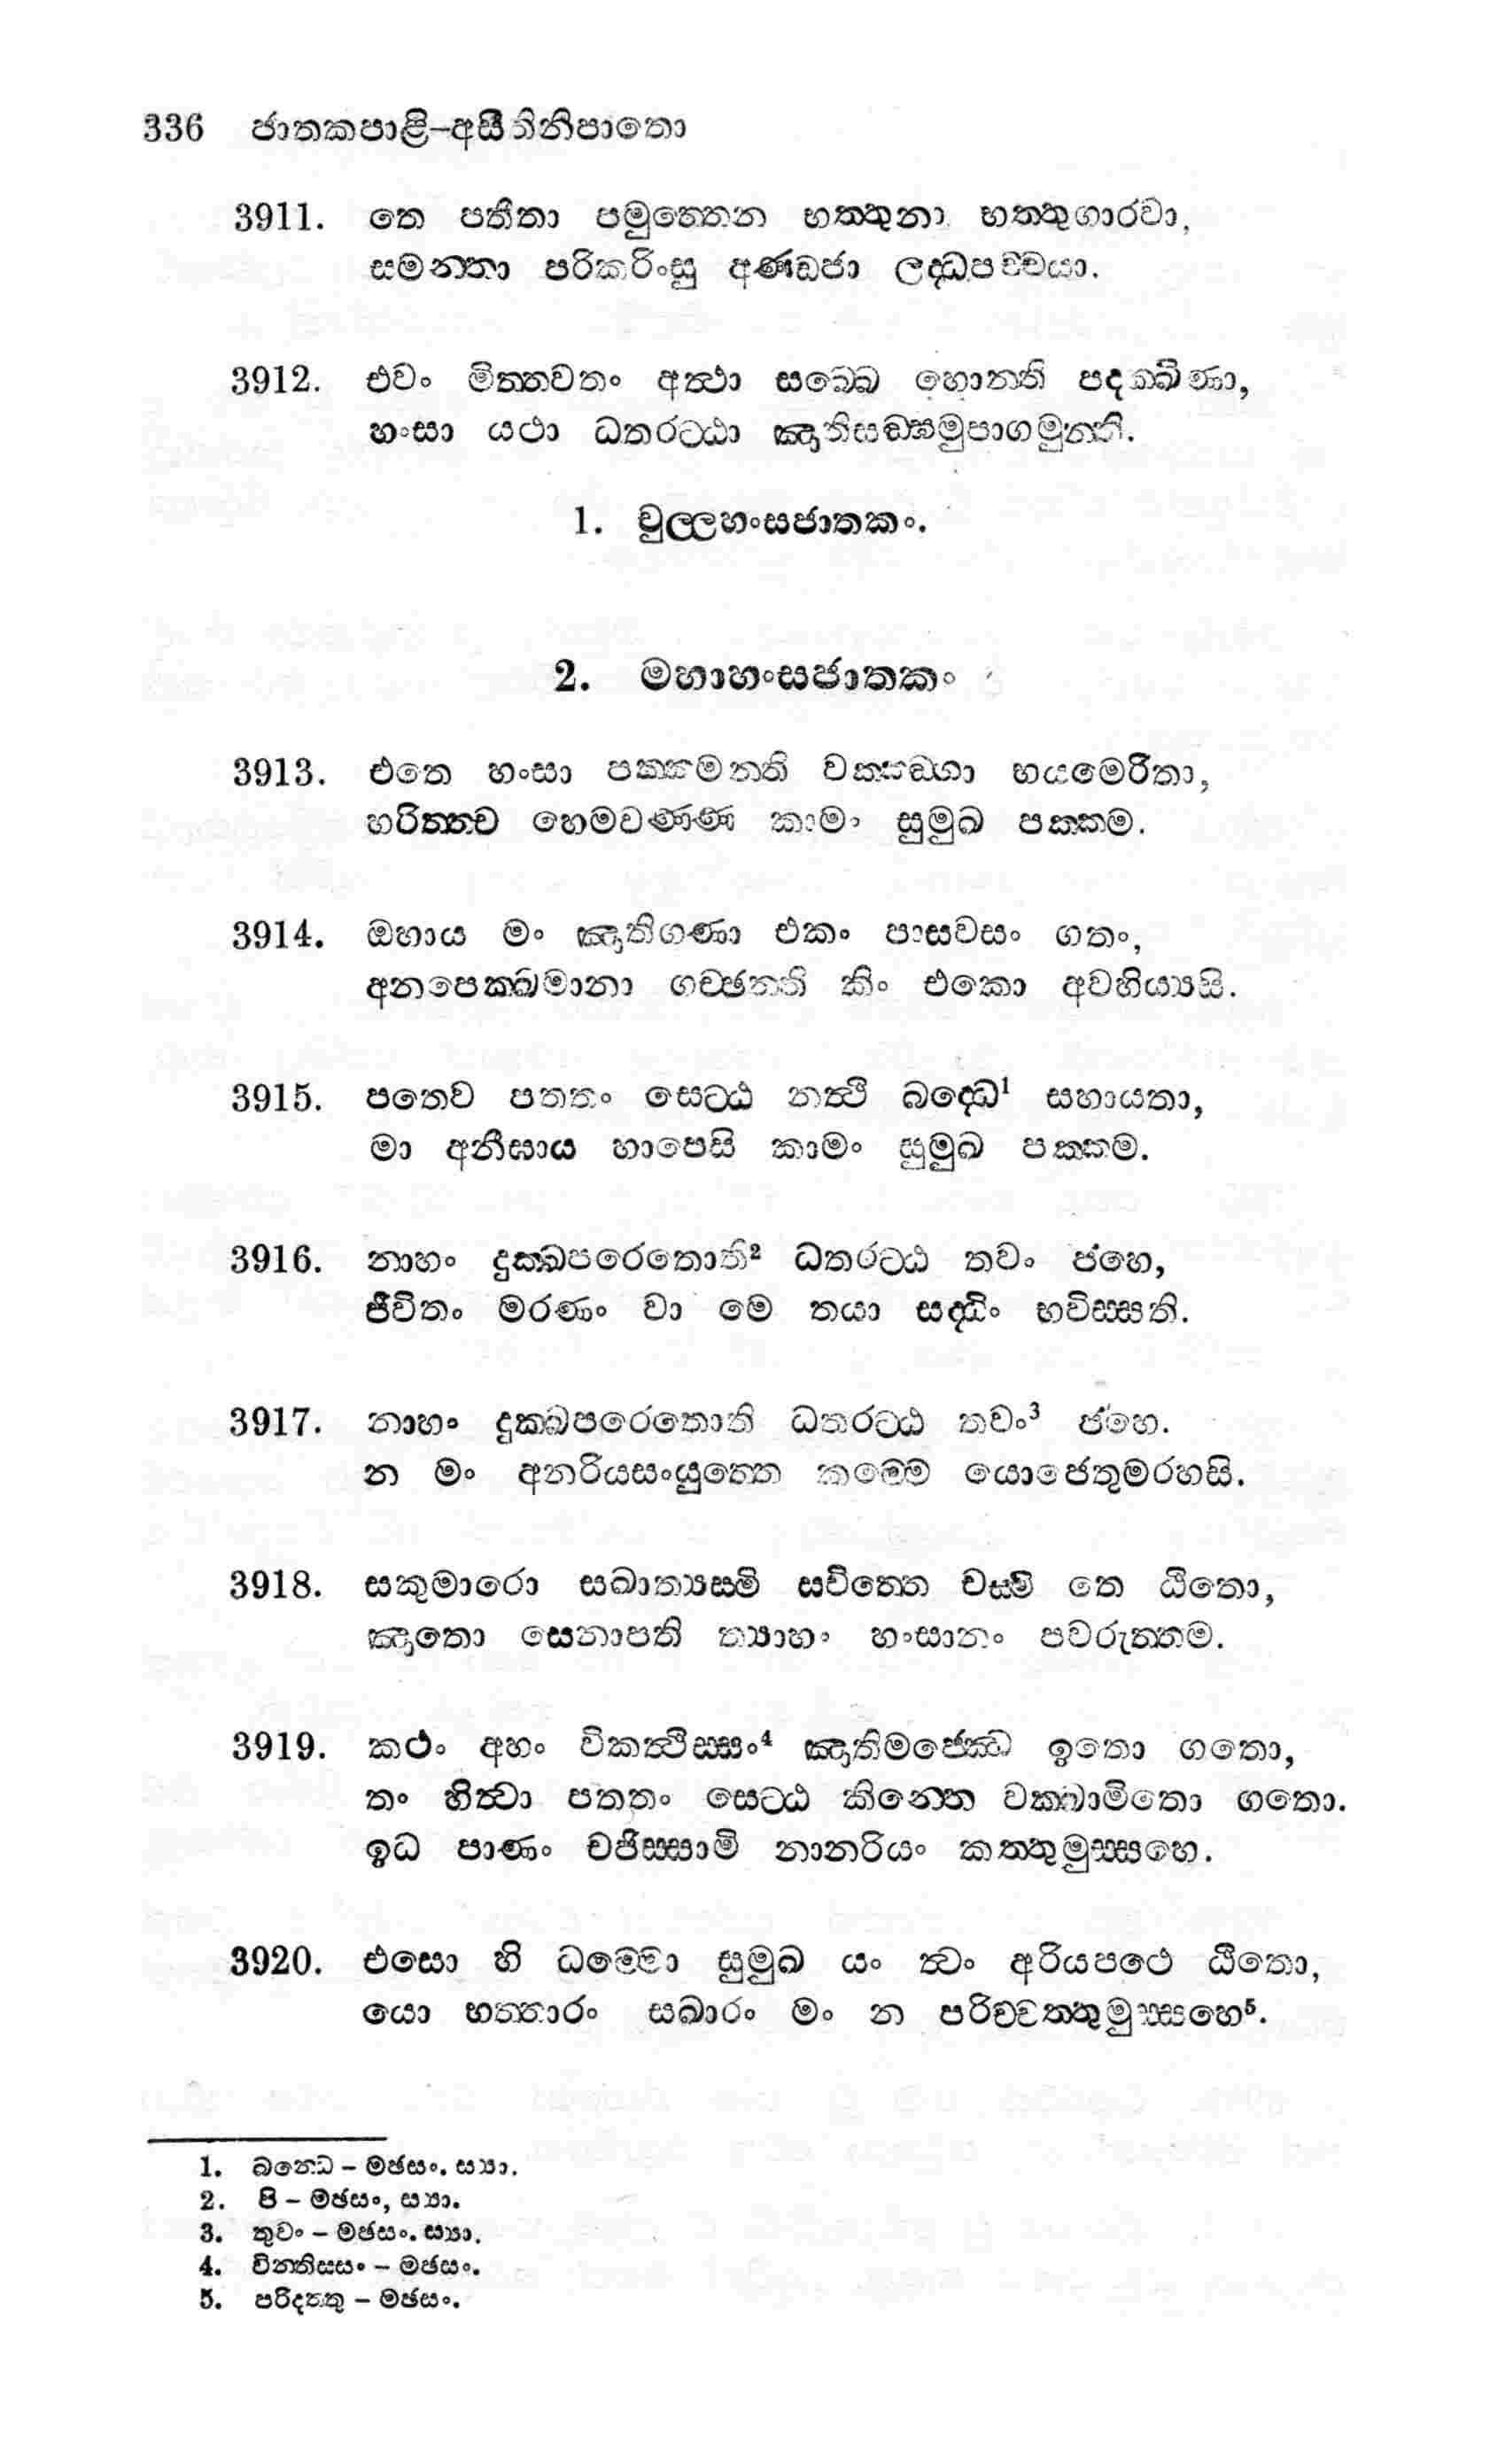 336 ජාතකපාළි-අසීතිනිපාතො
3911. තෙ පතීතා පමුත්තෙන භත්තුනා භත්තුගාරවා,
සමන්තා පරිකරිංසු අණ්ඩජා ලද්ධපච්චයා.
3912. එවං මිත්තවතං අත්ථා සබ්බෙ හොන්ති පදක්ඛිණා,
හංසා යථා ධතරට්ඨා ඤාතිසඞ්ඝමුපාගමුන්ති.
1. චුල්ලහංසජාතකං.
2. මහාහංසජාතකං
3913. එතෙ හංසා පක්කමන්ති වක්කඞ්ගා භයමෙරිතා,
හරිත්තච හෙමවණ්ණ කාමං සුමුඛ පක්කම.
3914. ඔහාය මං ඤාතිගණා එකං පාසවසං ගතං,
අනපෙක්ඛමානා ගච්ඡන්ති කිං එකො අවහිය්‍යසි.
3915. පතෙව පතතං සෙට්ඨ නත්ථි බද්ධෙ1 සහායතා,
මා අනීඝාය හාපෙසි කාමං සුමුඛ පක්කම.
3916. නාහං දුක්ඛපරෙතොති2 ධතරට්ඨ තවං ජහෙ,
ජීවිතං මරණං වා මෙ තයා සද්ධිං භවිස්සති.
3917. නාහං දුක්ඛපරෙතොති ධතරට්ඨ තවං3 ජහෙ.
න මං අනරියසංයුත්තෙ කම්මෙ යොජෙතුමරහසි.
3918. සකුමාරො සඛාත්‍යස්මි සචිත්තෙ චස්මි තෙ ඨිතො,
ඤාතො සෙනාපති ත්‍යාහං හංසානං පවරුත්තම.
3919. කථං අහං විකත්ථිස්සං4 ඤාතිමජ්ඣෙ ඉතො ගතො,
තං හිත්වා පතතං සෙට්ඨ කින්තෙ වක්ඛාමිතො ගතො.
ඉධ පාණං චජිස්සාමි නානරියං කත්තුමුස්සහෙ.
3920. එසො හි ධම්මො සුමුඛ යං ත්වං අරියපථෙ ඨිතො,
යො භත්තාරං සඛාරං මං න පරිච්චත්තුමුස්සහෙ5.
1. බන්ධෙ – මඡසං. ස්‍යා.
2. පි – මඡසං, ස්‍යා.
3. තුවං – මඡසං. ස්‍යා.
4. වින්තිස්සං – මඡසං.
5. පරිදත්තු – මඡසං.